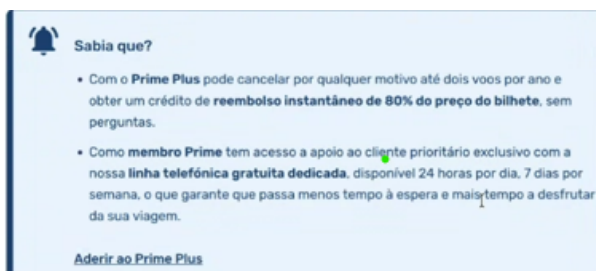 Sabia que?
• Com o Prime Plus pode cancelar por qualquer motivo até dois voos por ano e
obter um crédito de reembolso instantâneo de 80% do preço do bilhete, sem
perguntas.
• Como membro Prime tem acesso a apoio ao cliente prioritário exclusivo com a
nossa linha telefónica gratuita dedicada, disponível 24 horas por dia, 7 dias por
semana, o que garante que passa menos tempo à espera e mais tempo a desfrutar
da sua viagem.
Aderir ao Prime Plus